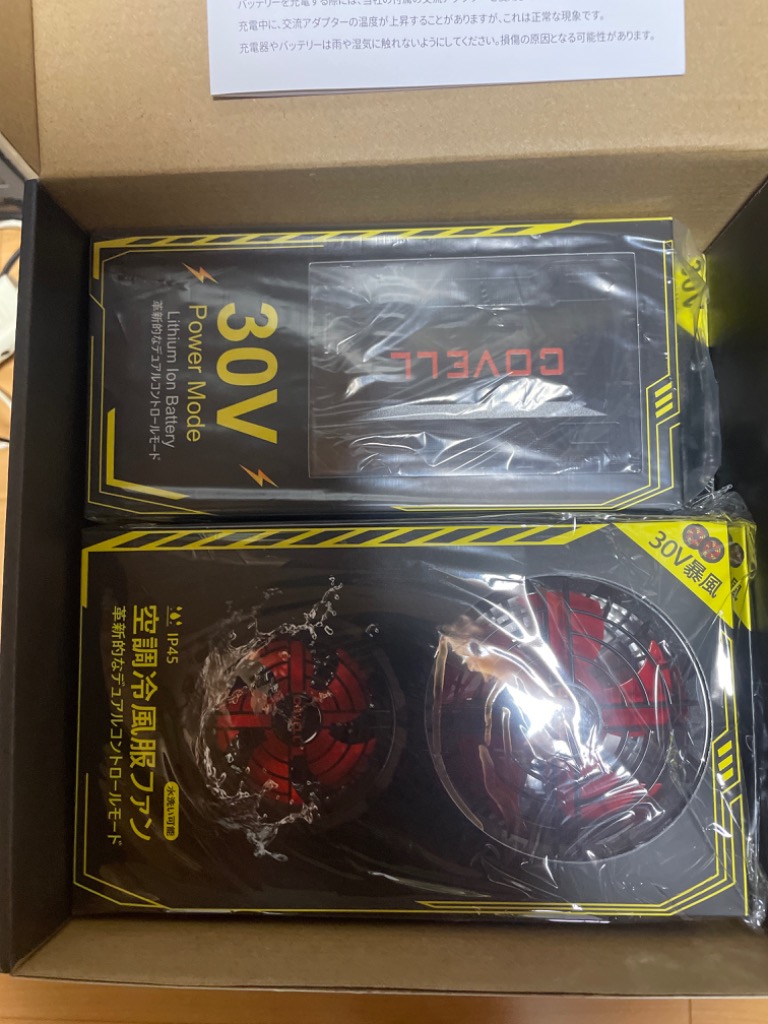 充電中に、交流アダプターの温度が上昇することがありますが、これは正常な現象です。
充電器やバッテリーは雨や湿気に触れないようにしてください。損傷の原因となる可能性があります。
30V
Power Mode
Lithium Ion Battery
革新的なデュアルコントロールモード
COVELL
30V
30V暴風
IP45
空調冷風服ファン
水洗い可能
革新的なデュアルコントロールモード